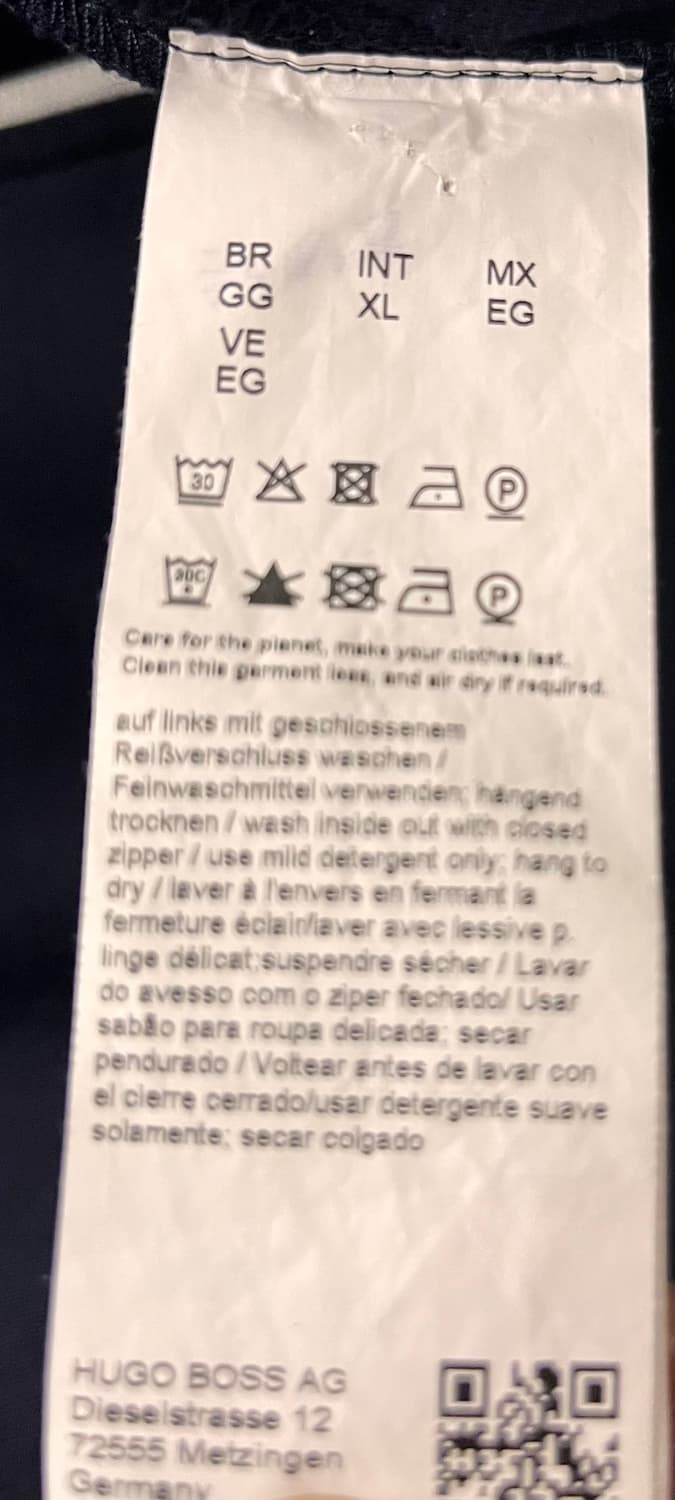 BR INT MX
GG XL EG
VE
EG
30 P
30C P
Care for the planet, make your clothes last.
Clean this garment less, and air dry if required.
auf links mit geschlossenem
Reißverschluss waschen /
Feinwaschmittel verwenden; hängend
trocknen / wash inside out with closed
zipper / use mild detergent only; hang to
dry / laver à l'envers en fermant la
fermeture éclair/laver avec lessive p.
linge délicat;suspendre sécher / Lavar
do avesso com o ziper fechado/ Usar
sabão para roupa delicada; secar
pendurado / Voltear antes de lavar con
el cierre cerrado/usar detergente suave
solamente; secar colgado
HUGO BOSS AG
Dieselstrasse 12
72555 Metzingen
Germany